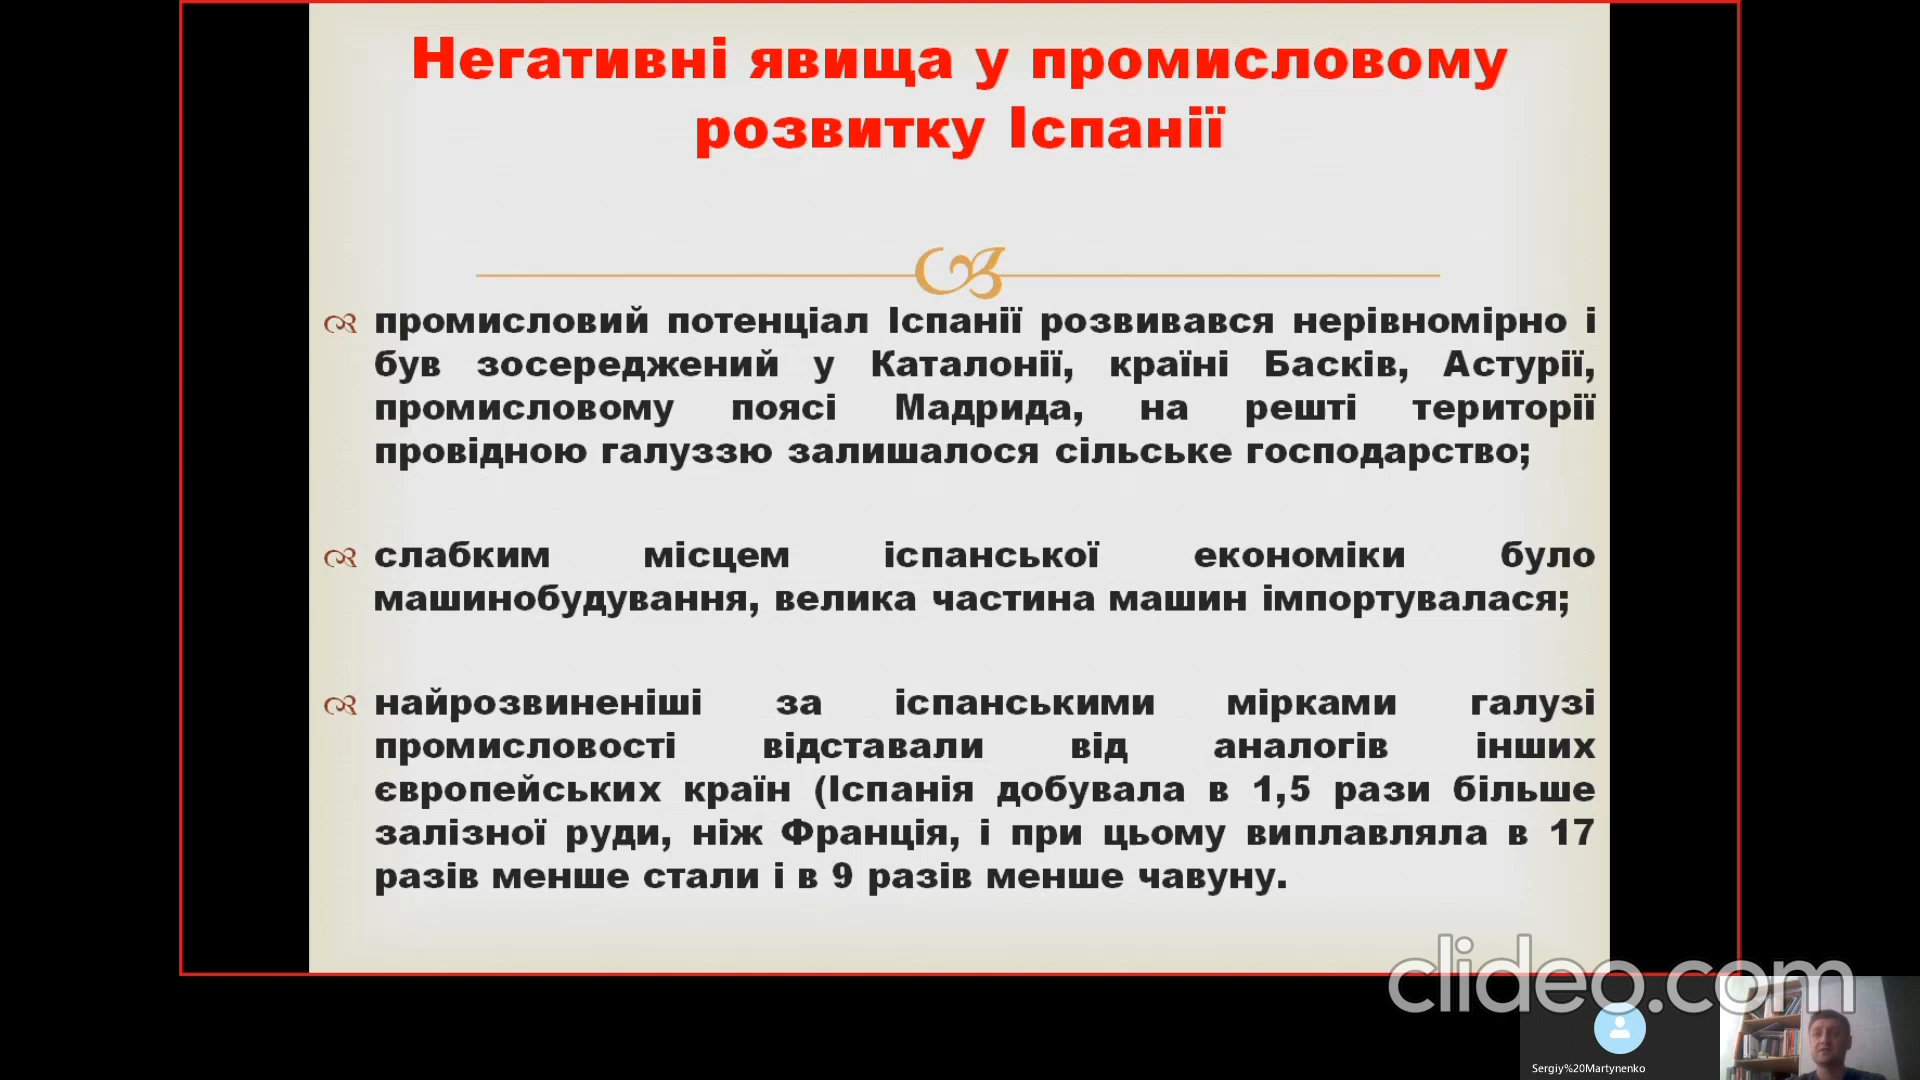 Негативні явища у промисловому
розвитку Іспанії
промисловий потенціал Іспанії розвивався нерівномірно і
був зосереджений у Каталонії, країні Басків, Астурії,
промисловому поясі Мадрида, на решті території
провідною галуззю залишалося сільське господарство;
слабким місцем іспанської економіки було
машинобудування, велика частина машин імпортувалася;
найрозвиненіші за іспанськими мірками галузі
промисловості відставали від аналогів інших
європейських країн (Іспанія добувала в 1,5 рази більше
залізної руди, ніж Франція, і при цьому виплавляла в 17
разів менше стали і в 9 разів менше чавуну.
clideo.com
Sergiy%20Martynenko